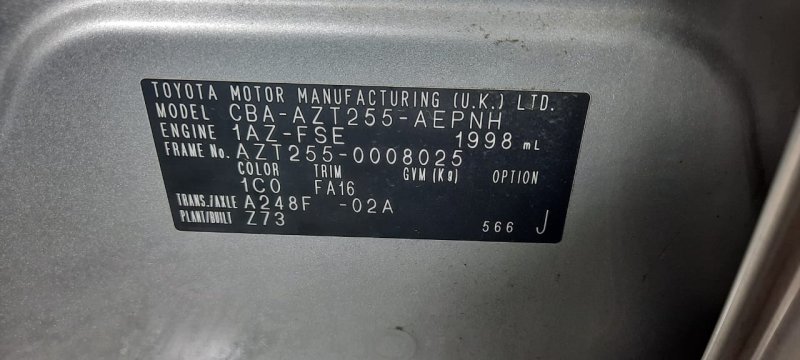 TOYOTA MOTOR MANUFACTURING (U.K.) LTD.
MODEL CBA-AZT255-AEPNH
ENGINE 1AZ-FSE 1998 mL
FRAME No. AZT255-0008025
COLOR TRIM GVM (Kg) OPTION
1C0 FA16
TRANS./AXLE A248F -02A
PLANT/BUILT Z73
566 J